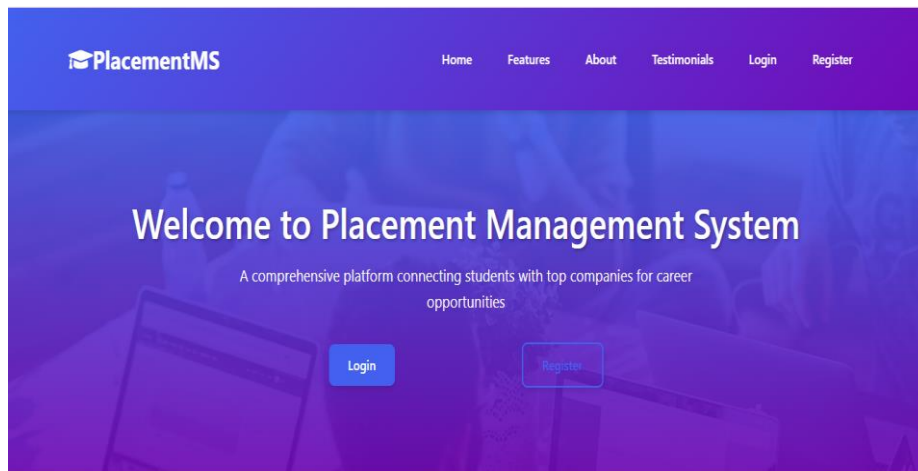 PlacementMS
Home Features About Testimonials Login Register
Welcome to Placement Management System
A comprehensive platform connecting students with top companies for career
opportunities
Login Register